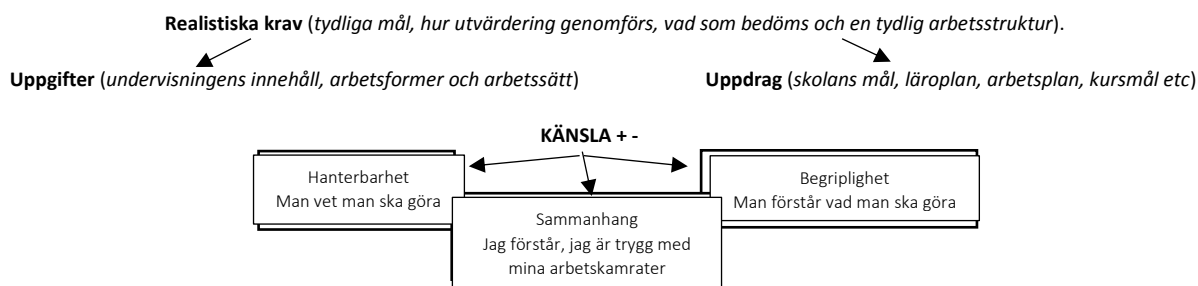 Realistiska krav (tydliga mål, hur utvärdering genomförs, vad som bedöms och en tydlig arbetsstruktur).
Uppgifter (undervisningens innehåll, arbetsformer och arbetssätt)
Uppdrag (skolans mål, läroplan, arbetsplan, kursmål etc)
KÄNSLA + -
Hanterbarhet
Man vet man ska göra
Sammanhang
Jag förstår, jag är trygg med
mina arbetskamrater
Begriplighet
Man förstår vad man ska göra